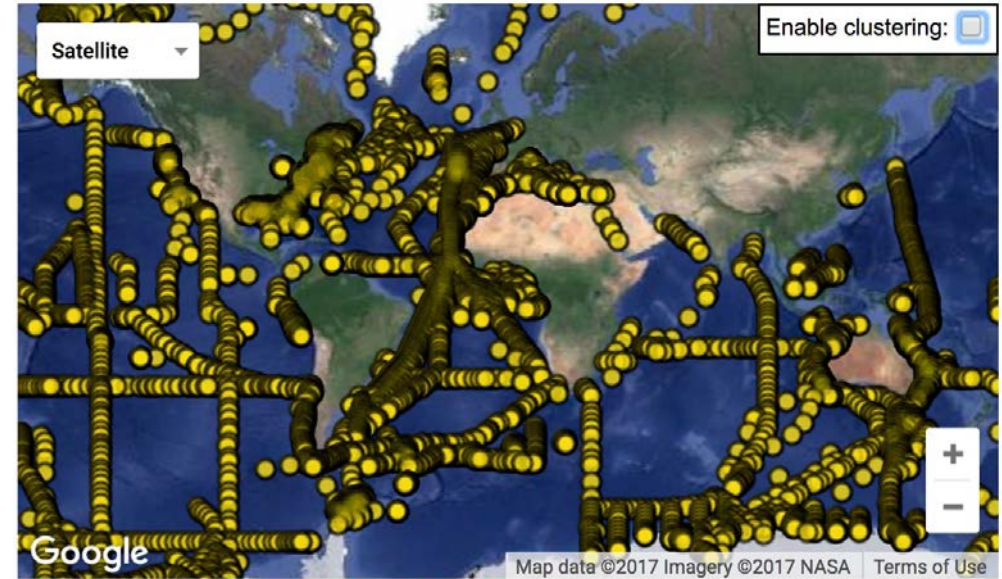 Satellite
Enable clustering:
+
−
Google
Map data ©2017 Imagery ©2017 NASA
Terms of Use